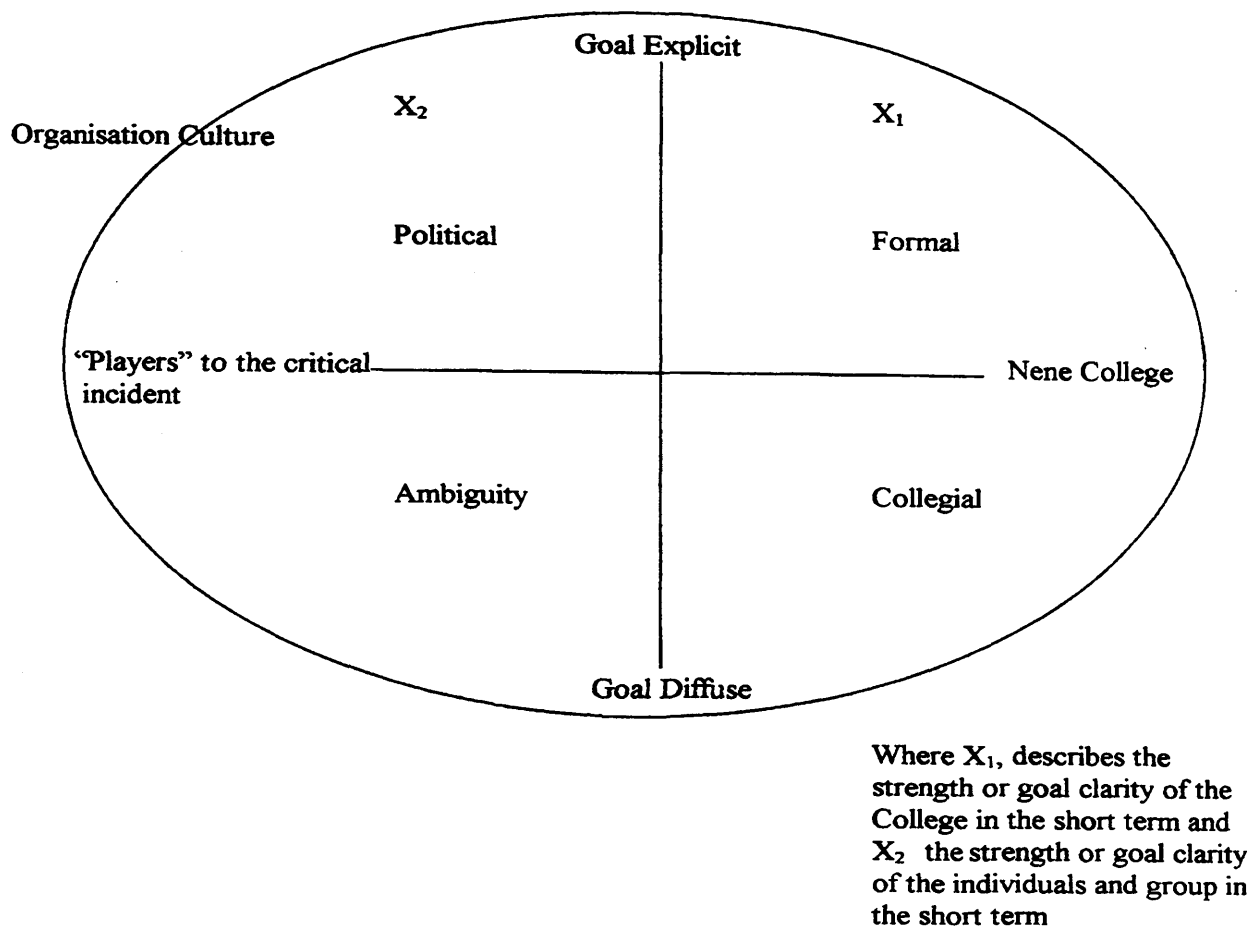 Goal Explicit
X₂
X₁
Organisation Culture
Political
Formal
“Players” to the critical
incident
Nene College
Ambiguity
Collegial
Goal Diffuse
Where X₁, describes the
strength or goal clarity of the
College in the short term and
X₂ the strength or goal clarity
of the individuals and group in
the short term